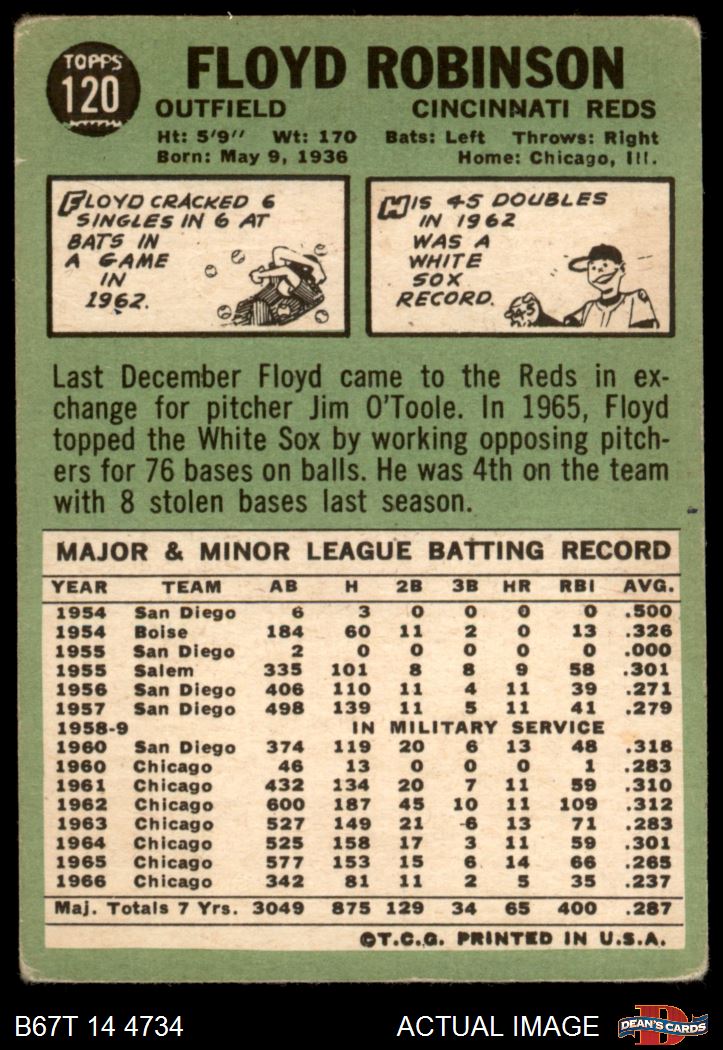 TOPPS
120
FLOYD ROBINSON
OUTFIELD CINCINNATI REDS
Ht: 5'9" Wt: 170 Bats: Left Throws: Right
Born: May 9, 1936 Home: Chicago, Ill.
FLOYD CRACKED 6
SINGLES IN 6 AT
BATS IN
A GAME
IN
1962.
HIS 45 DOUBLES
IN 1962
WAS A
WHITE
SOX
RECORD.
45
Last December Floyd came to the Reds in ex-
change for pitcher Jim O'Toole. In 1965, Floyd
topped the White Sox by working opposing pitch-
ers for 76 bases on balls. He was 4th on the team
with 8 stolen bases last season.
MAJOR & MINOR LEAGUE BATTING RECORD
YEAR TEAM AB H 2B 3B HR RBI AVG.
1954 San Diego 6 3 0 0 0 0 .500
1954 Boise 184 60 11 2 0 13 .326
1955 San Diego 2 0 0 0 0 0 .000
1955 Salem 335 101 8 8 9 58 .301
1956 San Diego 406 110 11 4 11 39 .271
1957 San Diego 498 139 11 5 11 41 .279
1958-9 IN MILITARY SERVICE
1960 San Diego 374 119 20 6 13 48 .318
1960 Chicago 46 13 0 0 0 1 .283
1961 Chicago 432 134 20 7 11 59 .310
1962 Chicago 600 187 45 10 11 109 .312
1963 Chicago 527 149 21 6 13 71 .283
1964 Chicago 525 158 17 3 11 59 .301
1965 Chicago 577 153 15 6 14 66 .265
1966 Chicago 342 81 11 2 5 35 .237
Maj. Totals 7 Yrs. 3049 875 129 34 65 400 .287
©T.C.G. PRINTED IN U.S.A.
B67T 14 4734 ACTUAL IMAGE D DEAN'S CARDS